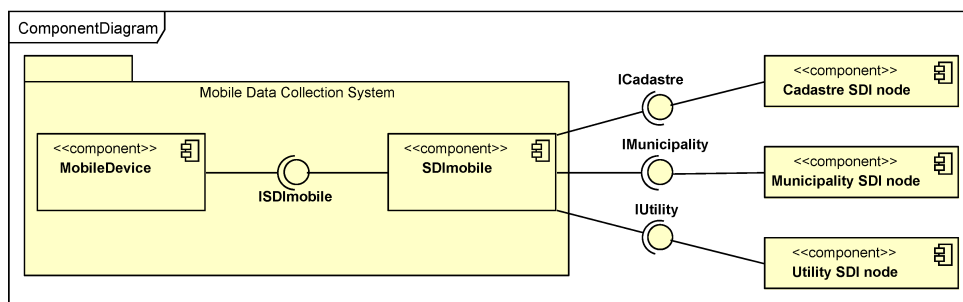 ComponentDiagram
Mobile Data Collection System
<<component>>
MobileDevice
ISDImobile
<<component>>
SDImobile
ICadastre
IMunicipality
IUtility
<<component>>
Cadastre SDI node
<<component>>
Municipality SDI node
<<component>>
Utility SDI node